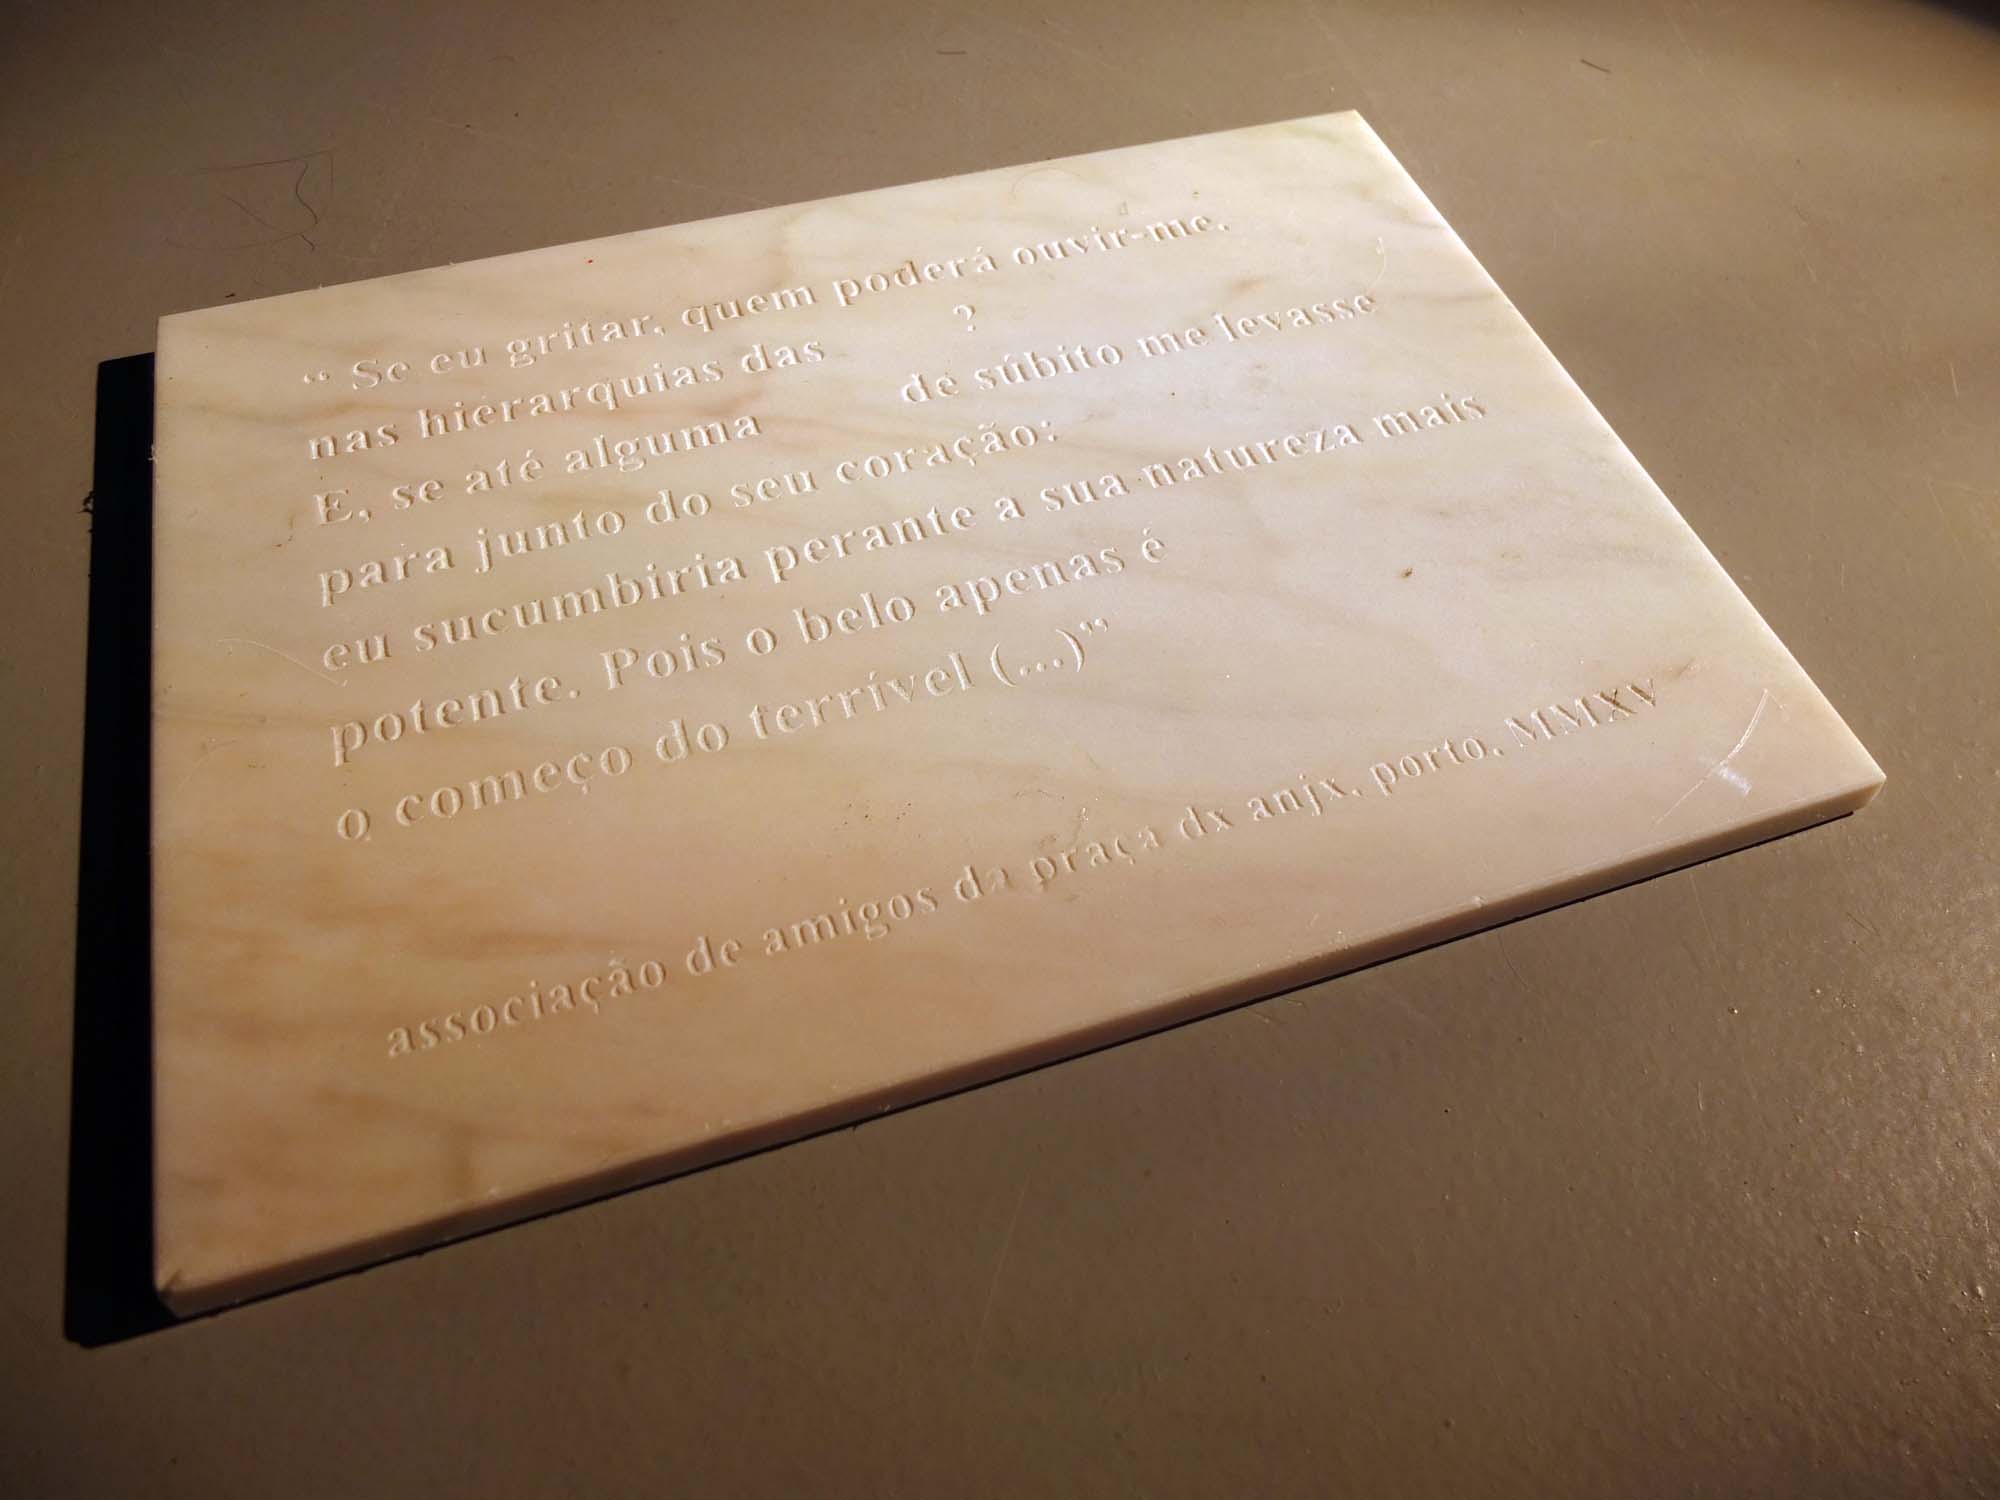 “ Se eu gritar, quem poderá ouvir-me,
nas hierarquias das ?
E, se até alguma de súbito me levasse
para junto do seu coração:
eu sucumbiria perante a sua natureza mais
potente. Pois o belo apenas é
o começo do terrível (...)”
associação de amigos da praça dx anjx, porto, MMXV